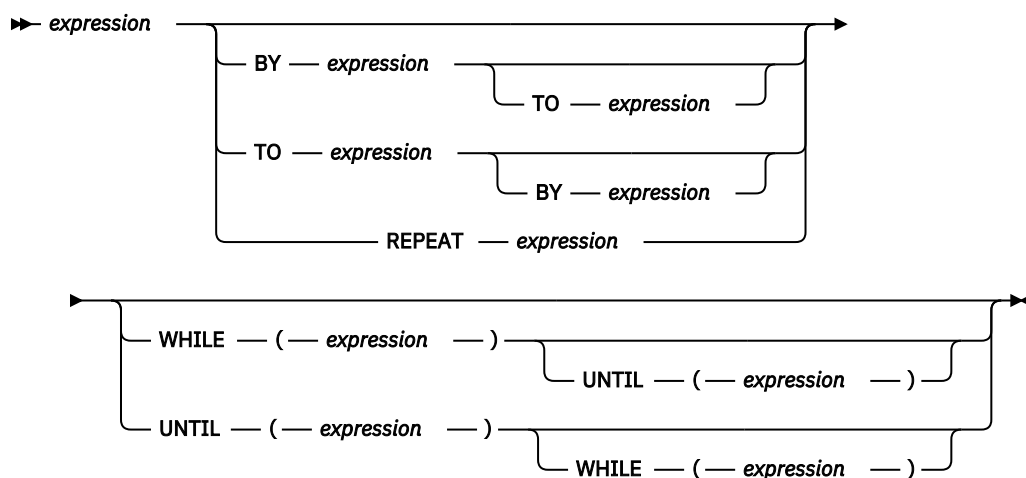 expression
BY expression
TO expression
TO expression
BY expression
REPEAT expression
WHILE ( expression )
UNTIL ( expression )
UNTIL ( expression )
WHILE ( expression )